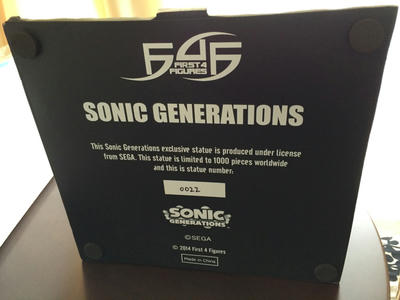 F4F
FIRST 4
FIGURES
SONIC GENERATIONS
This Sonic Generations exclusive statue is produced under license
from SEGA. This statue is limited to 1000 pieces worldwide
and this is statue number:
0022
SONIC
GENERATIONS
©SEGA
© 2014 First 4 Figures
Made in China